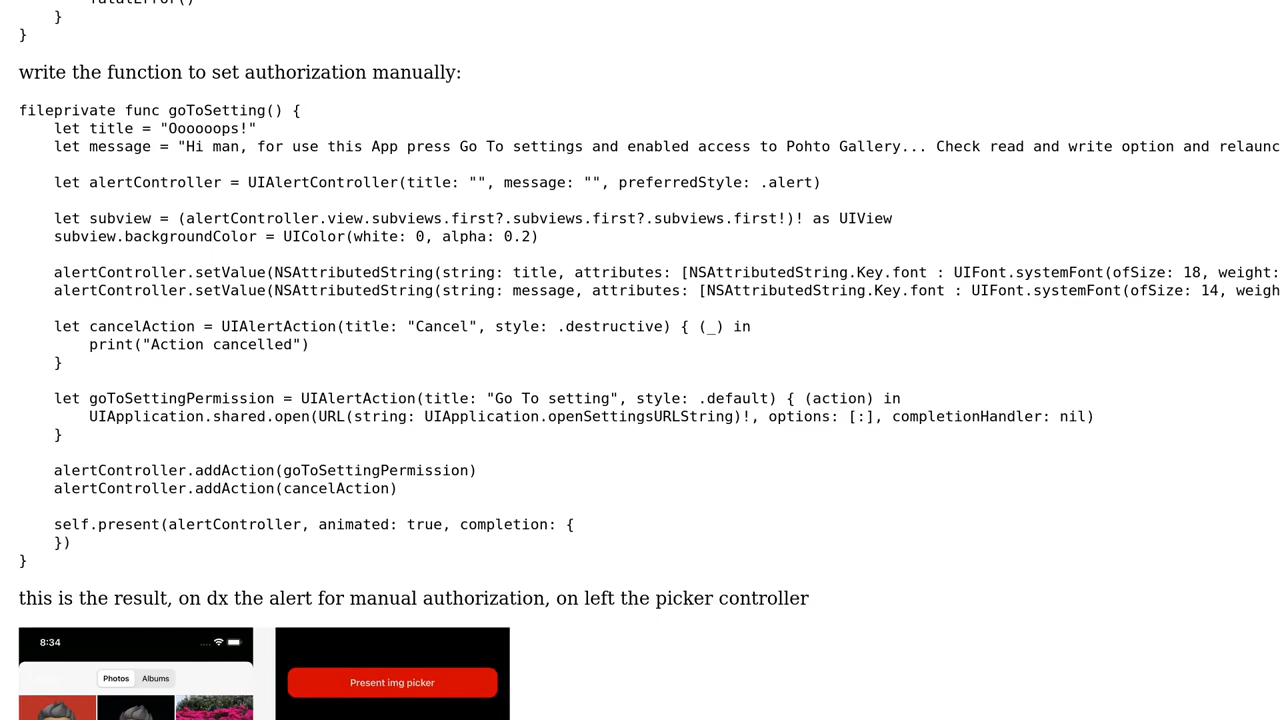 }
}
write the function to set authorization manually:
fileprivate func goToSetting() {
    let title = "Oooooops!"
    let message = "Hi man, for use this App press Go To settings and enabled access to Pohto Gallery... Check read and write option and relaunc
    let alertController = UIAlertController(title: "", message: "", preferredStyle: .alert)
    let subview = (alertController.view.subviews.first?.subviews.first?.subviews.first!)! as UIView
    subview.backgroundColor = UIColor(white: 0, alpha: 0.2)
    alertController.setValue(NSAttributedString(string: title, attributes: [NSAttributedString.Key.font : UIFont.systemFont(ofSize: 18, weight:
    alertController.setValue(NSAttributedString(string: message, attributes: [NSAttributedString.Key.font : UIFont.systemFont(ofSize: 14, weigh
    let cancelAction = UIAlertAction(title: "Cancel", style: .destructive) { (_) in
        print("Action cancelled")
    }
    let goToSettingPermission = UIAlertAction(title: "Go To setting", style: .default) { (action) in
        UIApplication.shared.open(URL(string: UIApplication.openSettingsURLString)!, options: [:], completionHandler: nil)
    }
    alertController.addAction(goToSettingPermission)
    alertController.addAction(cancelAction)
    self.present(alertController, animated: true, completion: {
    })
}
this is the result, on dx the alert for manual authorization, on left the picker controller
8:34
Photos Albums
Present img picker